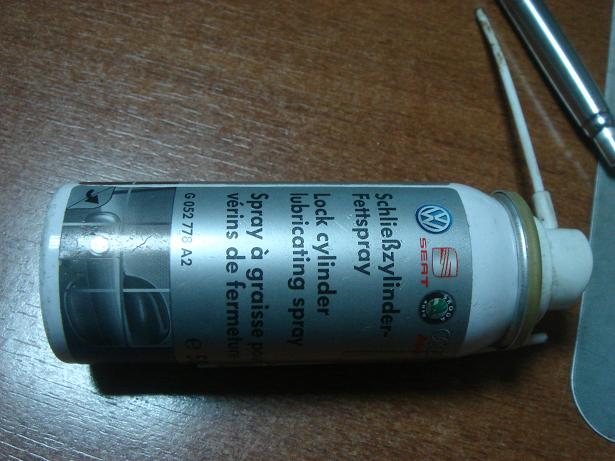 SEAT
Schließzylinder-
Fettspray
Lock cylinder
lubricating spray
Spray à graisse
vérins de fermeture
G 052 778 A2